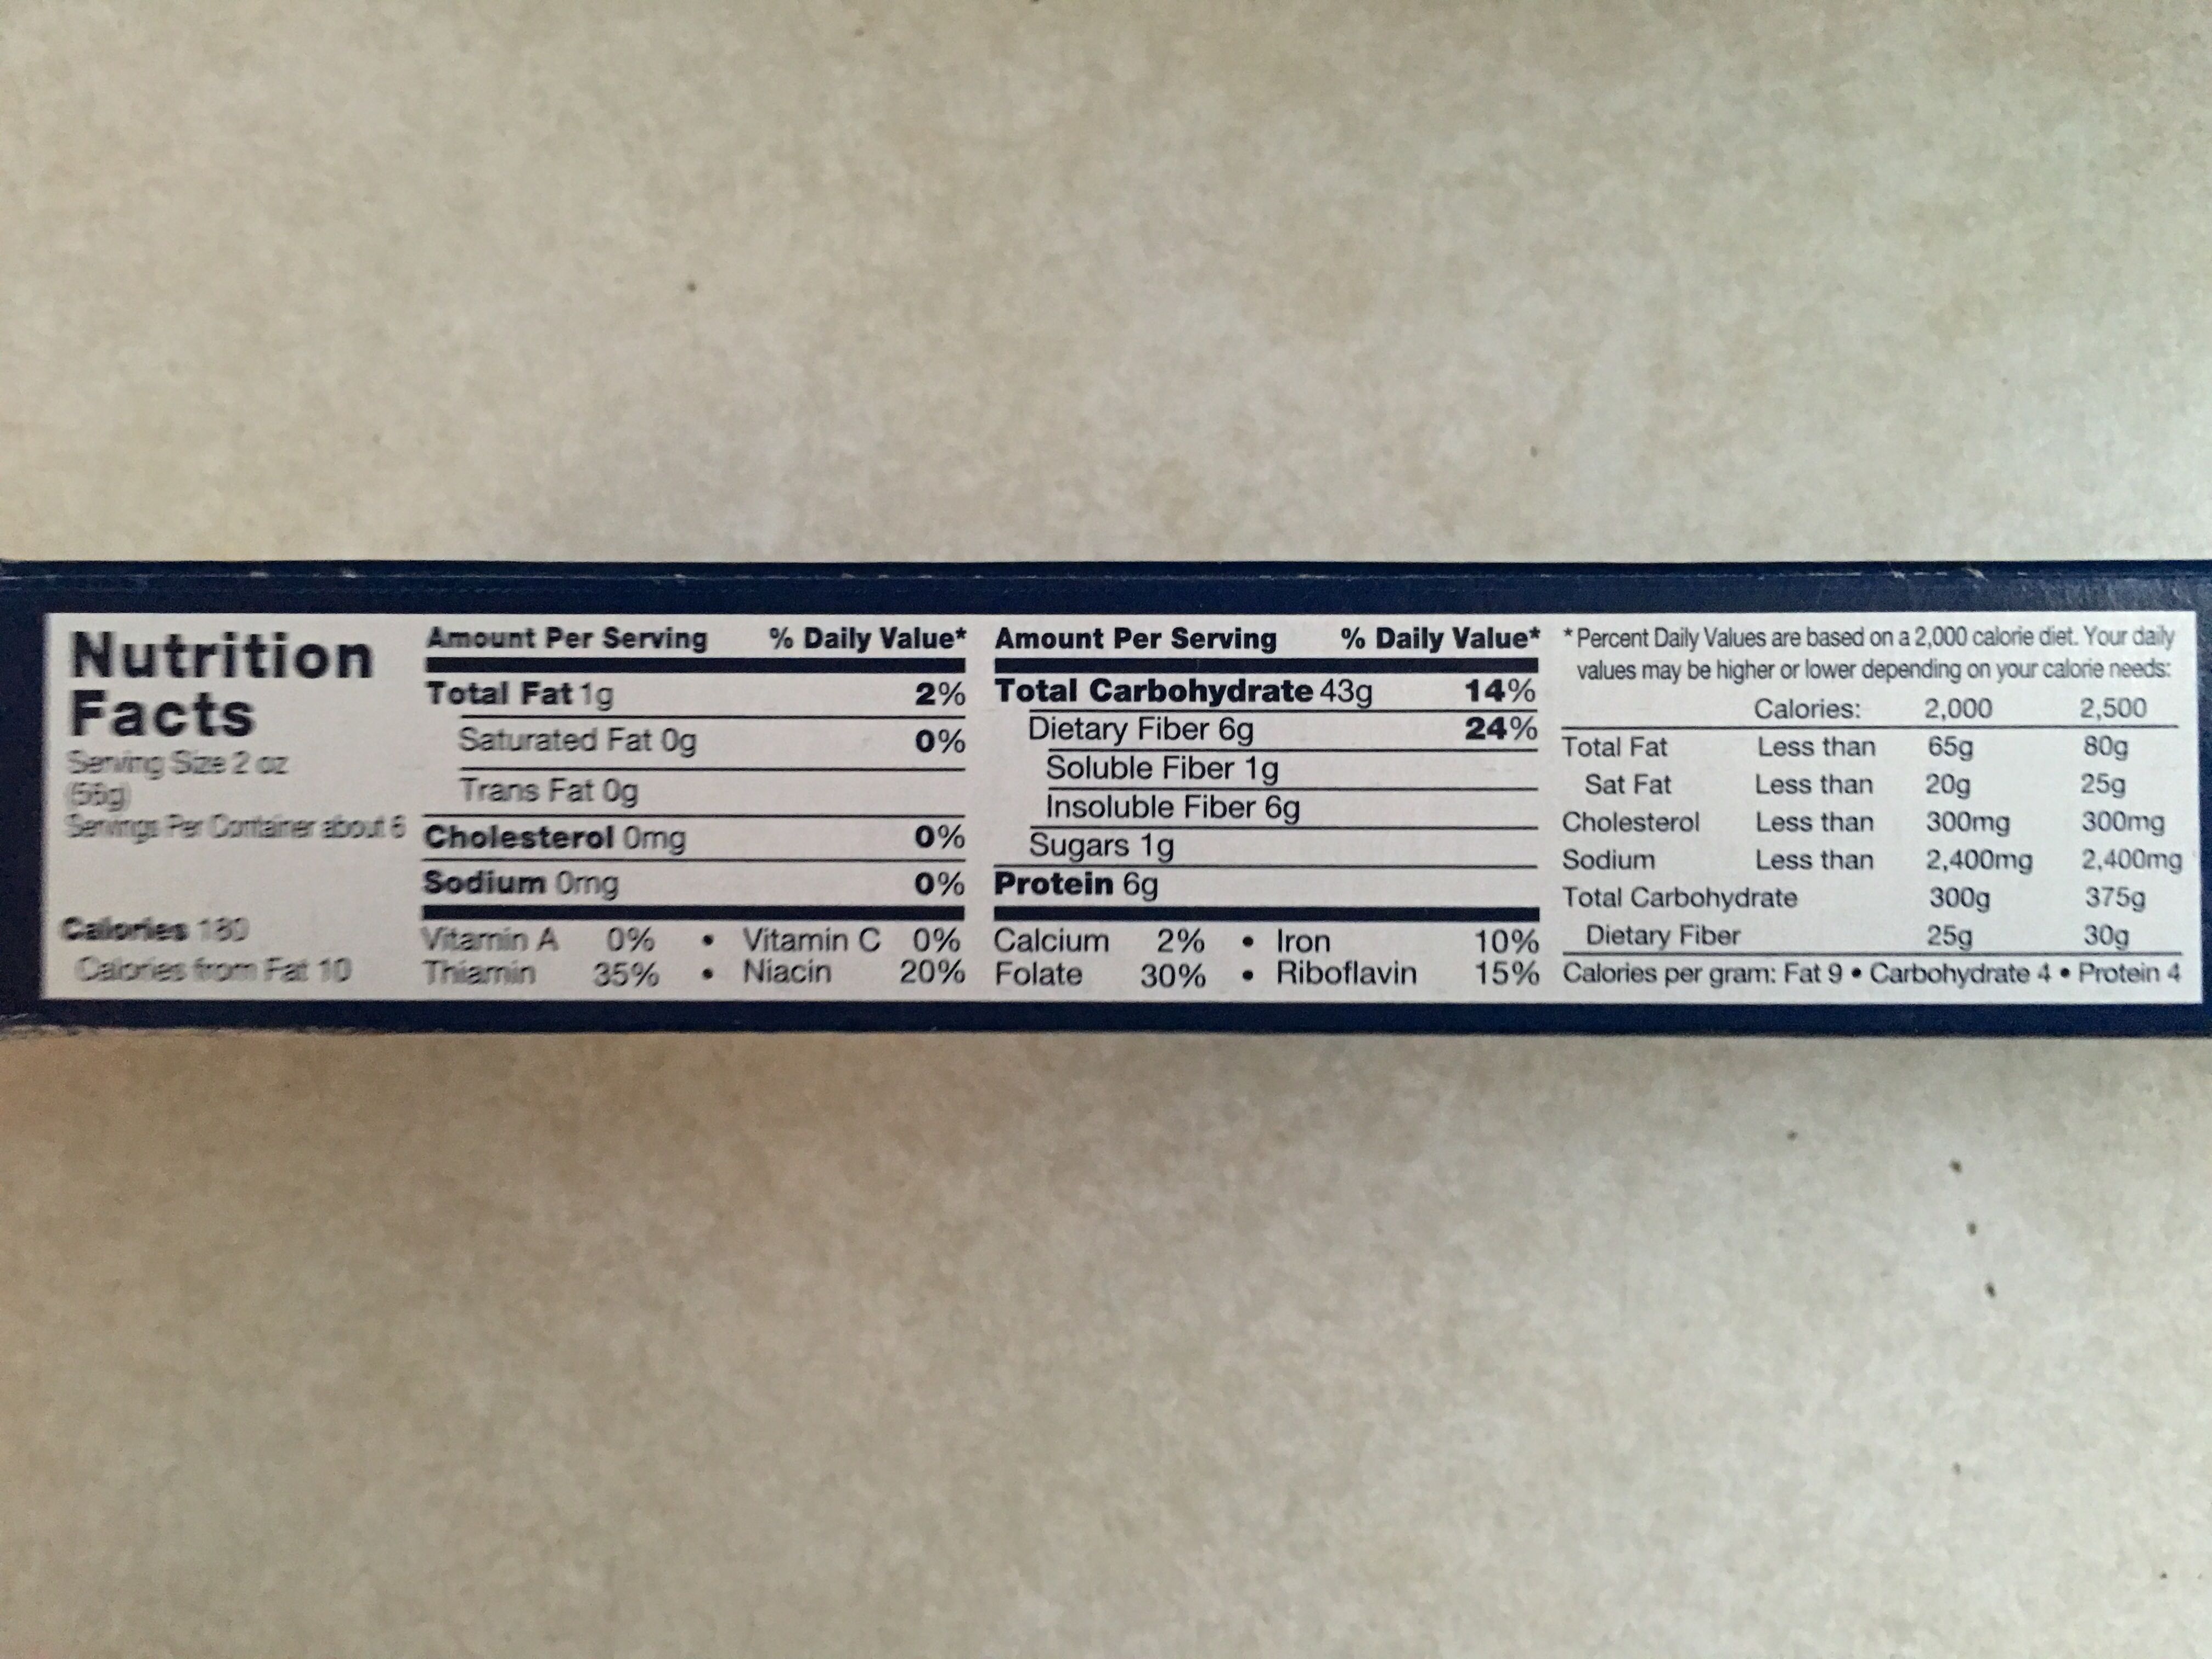 Nutrition
Facts
Serving Size 2 oz
(56g)
Servings Per Container about 6
Calories 180
Calories from Fat 10
Amount Per Serving % Daily Value*
Total Fat 1g 2%
Saturated Fat 0g 0%
Trans Fat 0g
Cholesterol 0mg 0%
Sodium 0mg 0%
Vitamin A 0% • Vitamin C 0%
Thiamin 35% • Niacin 20%
Amount Per Serving % Daily Value*
Total Carbohydrate 43g 14%
Dietary Fiber 6g 24%
Soluble Fiber 1g
Insoluble Fiber 6g
Sugars 1g
Protein 6g
Calcium 2% • Iron 10%
Folate 30% • Riboflavin 15%
* Percent Daily Values are based on a 2,000 calorie diet. Your daily
values may be higher or lower depending on your calorie needs:
Calories: 2,000 2,500
Total Fat Less than 65g 80g
Sat Fat Less than 20g 25g
Cholesterol Less than 300mg 300mg
Sodium Less than 2,400mg 2,400mg
Total Carbohydrate 300g 375g
Dietary Fiber 25g 30g
Calories per gram: Fat 9 • Carbohydrate 4 • Protein 4